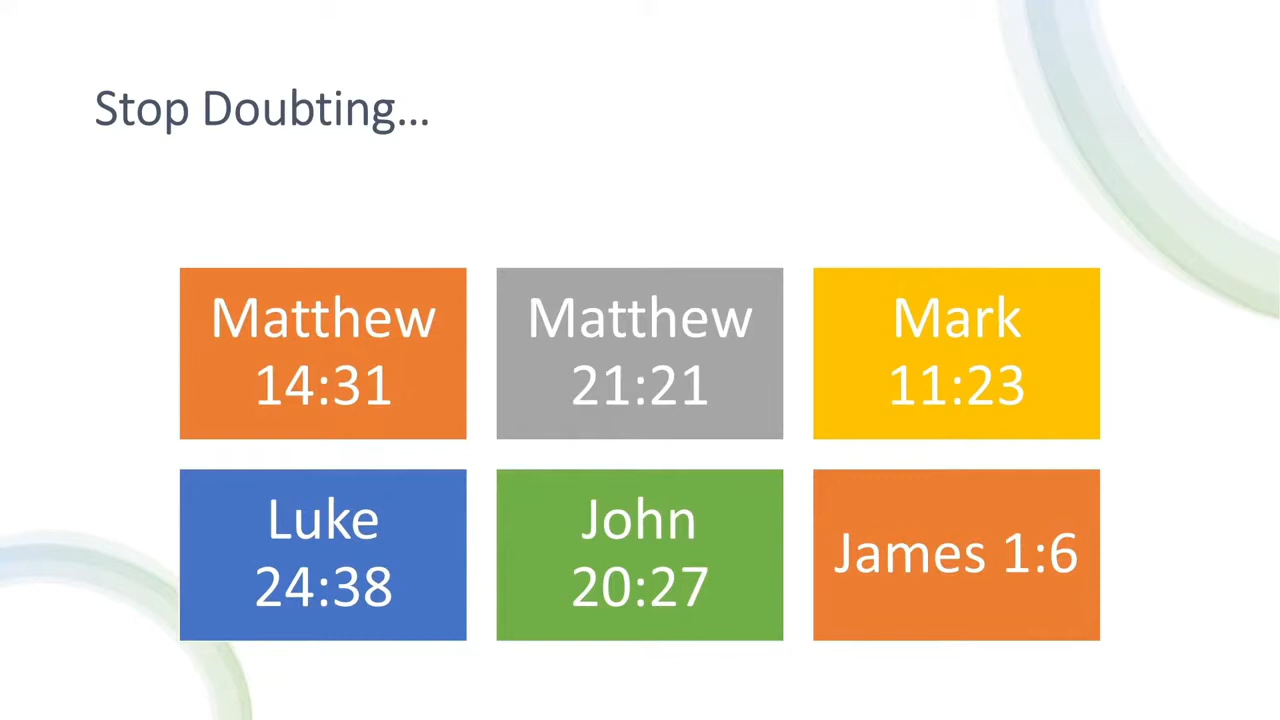 Stop Doubting...
Matthew
14:31
Matthew
21:21
Mark
11:23
Luke
24:38
John
20:27
James 1:6